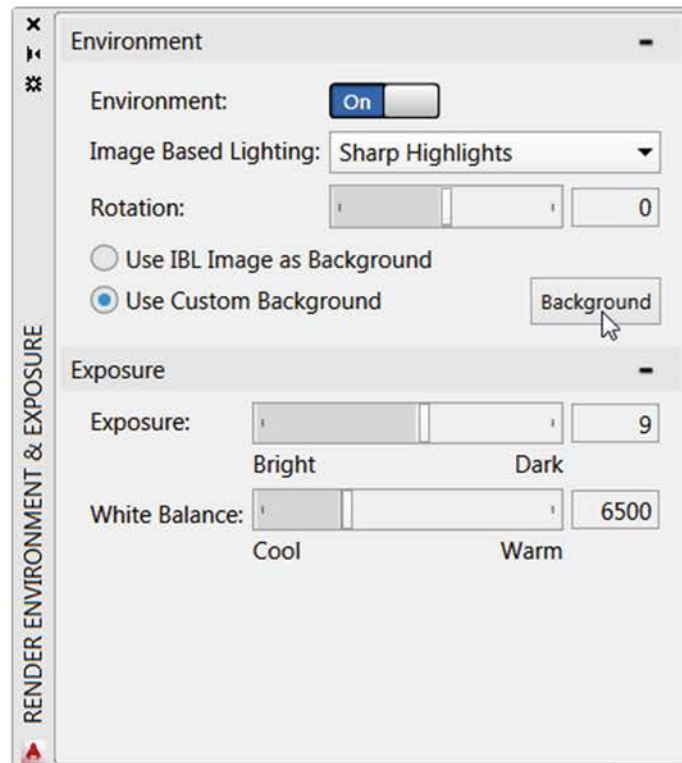 Environment
Environment: On
Image Based Lighting: Sharp Highlights
Rotation: 0
Use IBL Image as Background
Use Custom Background Background
Exposure
Exposure: 9
Bright Dark
White Balance: 6500
Cool Warm
RENDER ENVIRONMENT & EXPOSURE